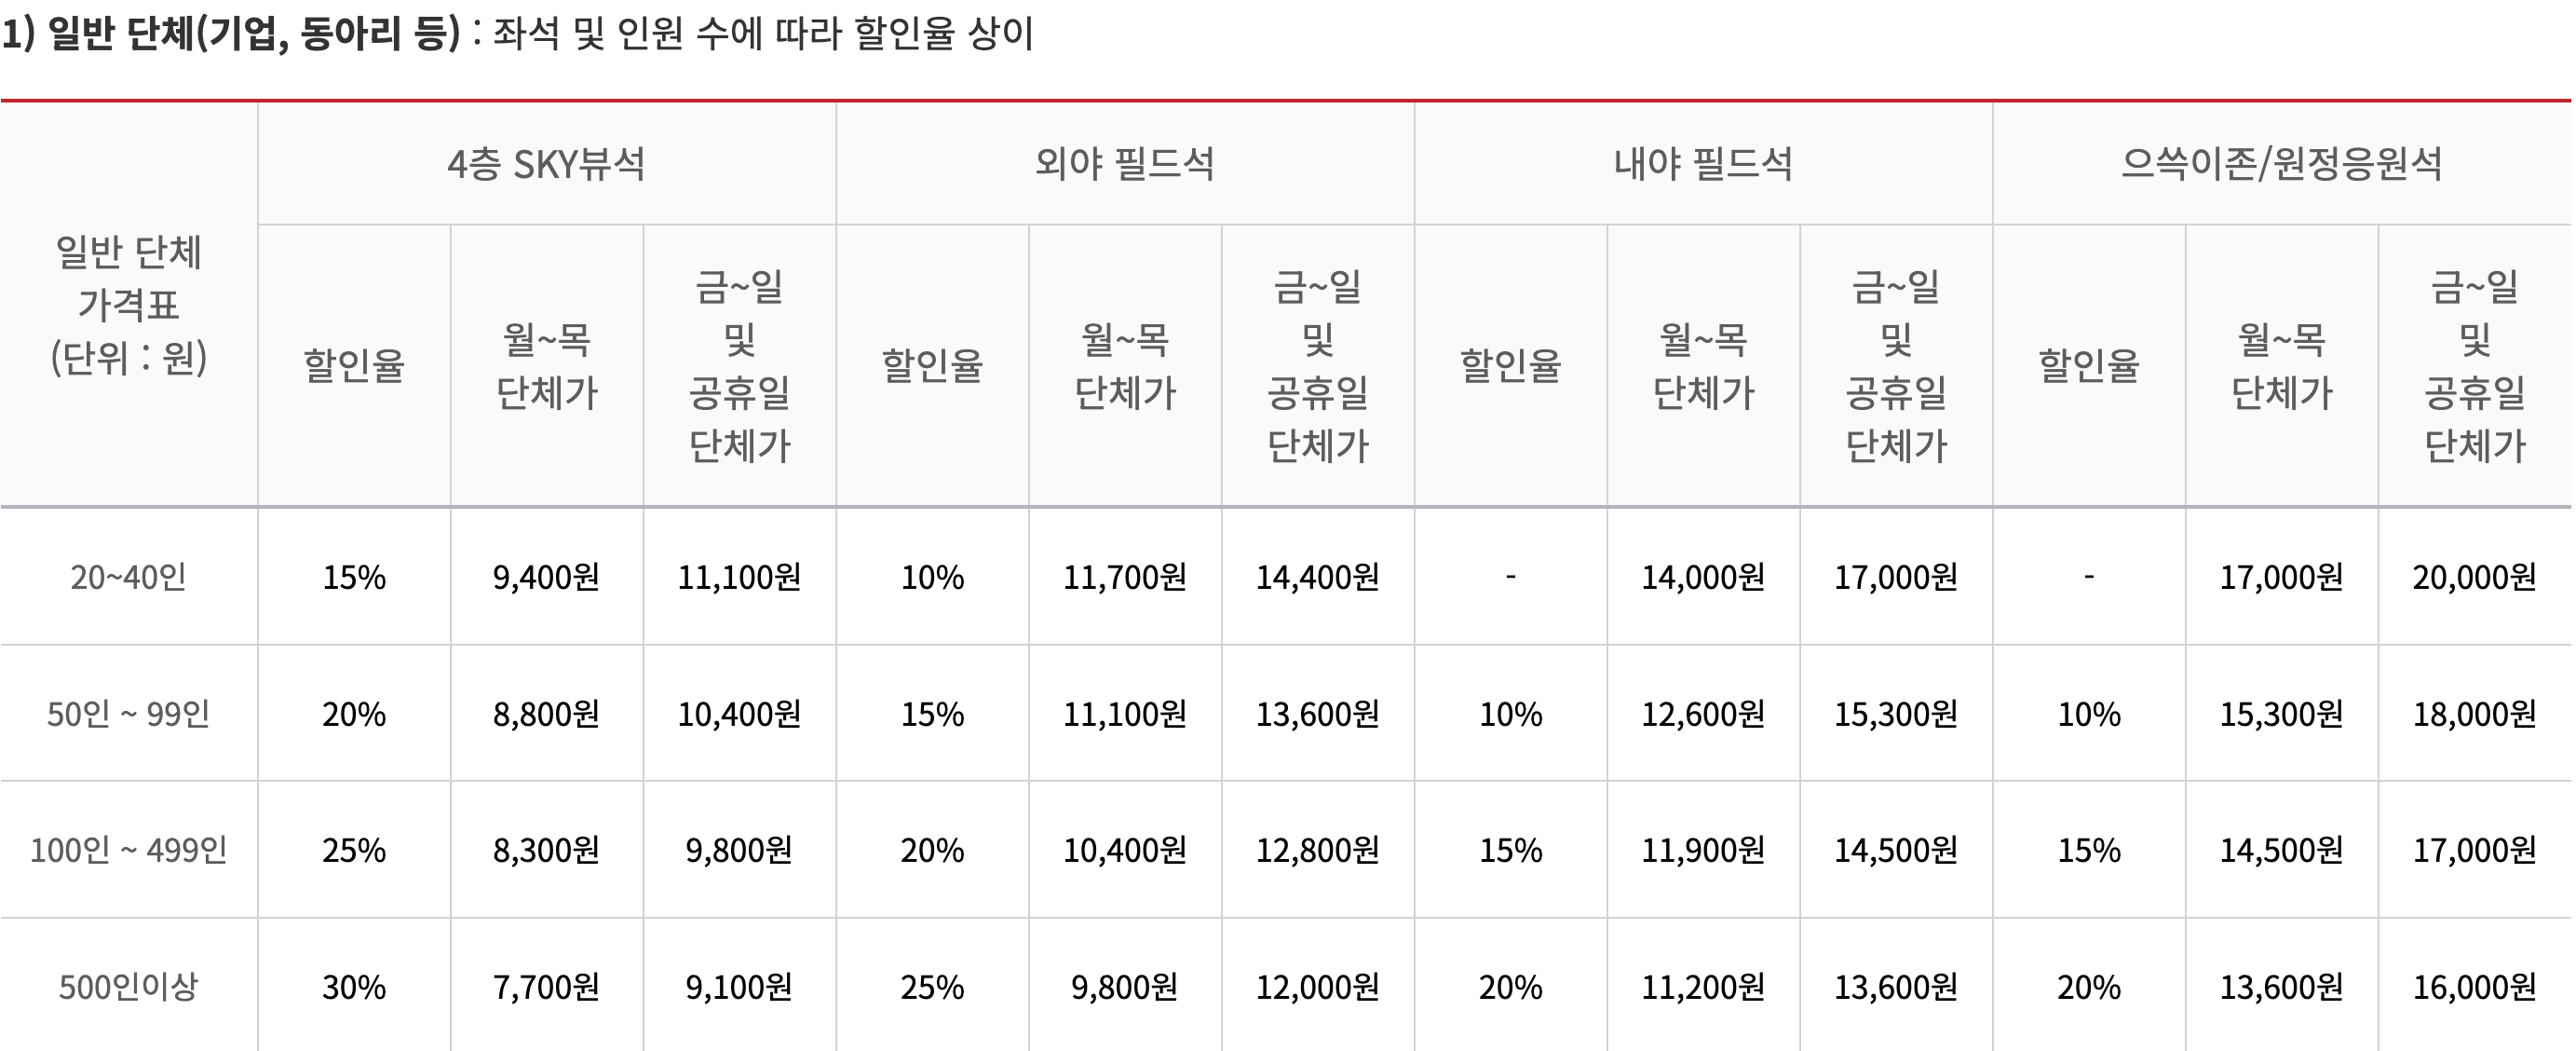 1) 일반 단체(기업, 동아리 등) : 좌석 및 인원 수에 따라 할인율 상이
일반 단체
가격표
(단위 : 원)
4층 SKY뷰석
외야 필드석
내야 필드석
으쓱이존/원정응원석
할인율
월~목
단체가
금~일
및
공휴일
단체가
할인율
월~목
단체가
금~일
및
공휴일
단체가
할인율
월~목
단체가
금~일
및
공휴일
단체가
할인율
월~목
단체가
금~일
및
공휴일
단체가
20~40인 15% 9,400원 11,100원 10% 11,700원 14,400원 - 14,000원 17,000원 - 17,000원 20,000원
50인 ~ 99인 20% 8,800원 10,400원 15% 11,100원 13,600원 10% 12,600원 15,300원 10% 15,300원 18,000원
100인 ~ 499인 25% 8,300원 9,800원 20% 10,400원 12,800원 15% 11,900원 14,500원 15% 14,500원 17,000원
500인이상 30% 7,700원 9,100원 25% 9,800원 12,000원 20% 11,200원 13,600원 20% 13,600원 16,000원